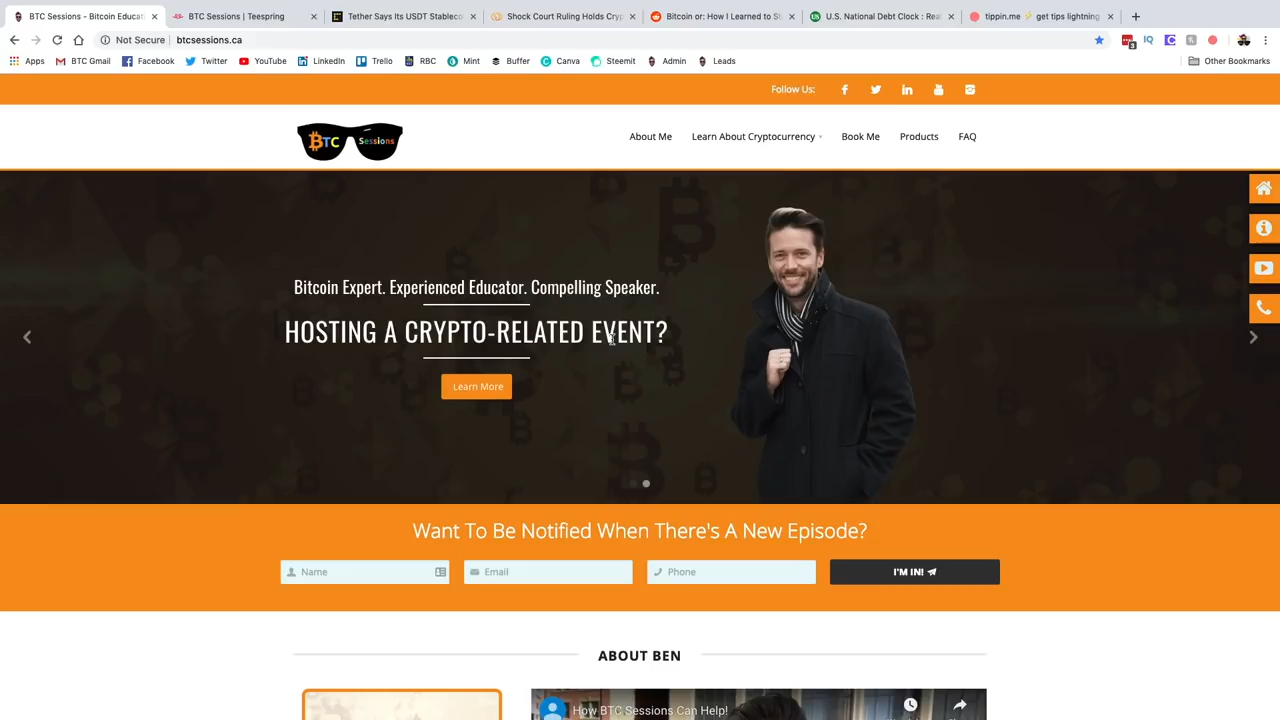 BTC Sessions - Bitcoin Educati
BTC Sessions | Teespring
Tether Says Its USDT Stableco
Shock Court Ruling Holds Cryp
Bitcoin or: How I Learned to St
U.S. National Debt Clock : Rea
tippin.me ⚡ get tips lightning
Not Secure | btcsessions.ca
Apps
BTC Gmail
Facebook
Twitter
YouTube
LinkedIn
Trello
RBC
Mint
Buffer
Canva
Steemit
Admin
Leads
Other Bookmarks
Follow Us:
BTC Sessions
About Me
Learn About Cryptocurrency
Book Me
Products
FAQ
Bitcoin Expert. Experienced Educator. Compelling Speaker.
HOSTING A CRYPTO-RELATED EVENT?
Learn More
Want To Be Notified When There's A New Episode?
Name
Email
Phone
I'M IN!
ABOUT BEN
How BTC Sessions Can Help!